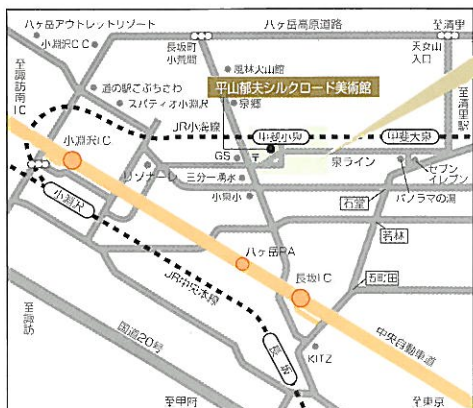 八ヶ岳アウトレットリゾート
八ヶ岳高原道路
至清里
小淵沢C.C
長坂町
小荒間
天女山
入口
至諏訪南IC
風林火山館
道の駅こぶちさわ
平山郁夫シルクロード美術館
スパティオ小淵沢
泉郷
至清里駅
JR小海線
甲斐小泉
甲斐大泉
小淵沢IC
GS
〒
泉ライン
セブン
イレブン
リゾナーレ
三分一湧水
パノラマの湯
小淵沢
小泉小
石堂
若林
八ヶ岳PA
五町田
JR中央本線
長坂IC
至諏訪
国道20号
中央自動車道
長坂
KITZ
至甲府
至東京